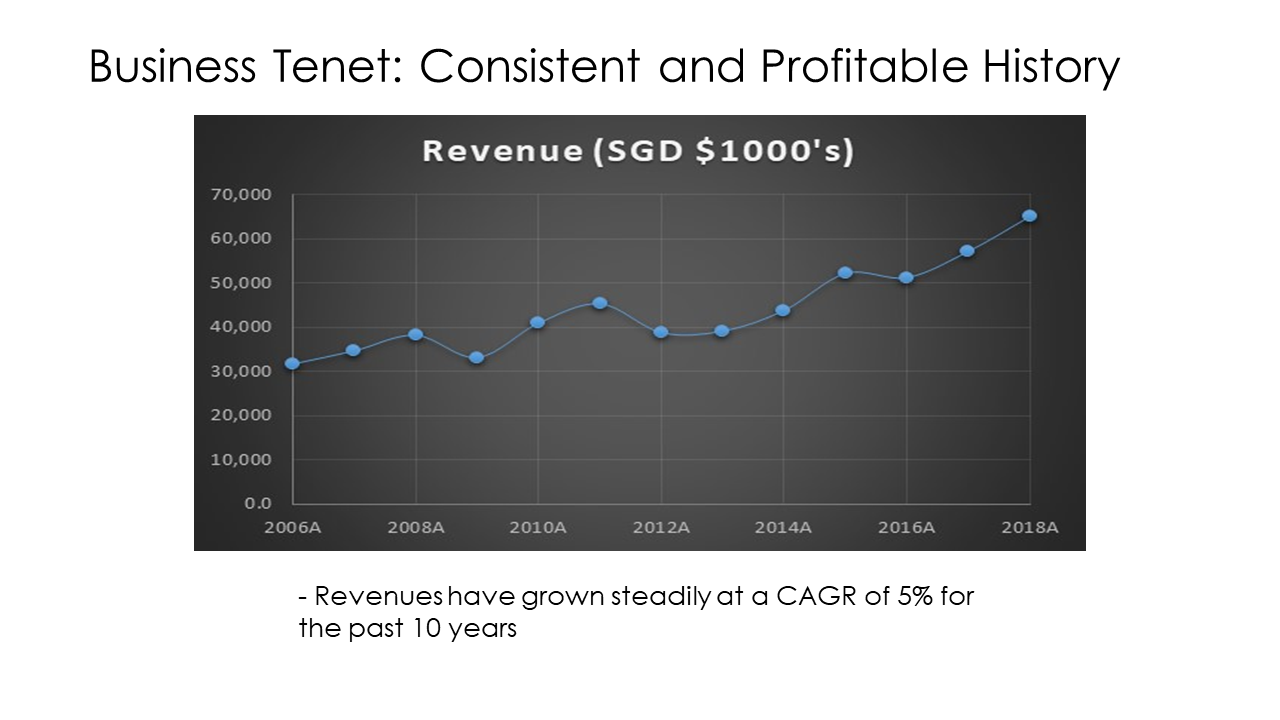 Business Tenet: Consistent and Profitable History
Revenue (SGD $1000's)
70,000
60,000
50,000
40,000
30,000
20,000
10,000
0.0
2006A 2008A 2010A 2012A 2014A 2016A 2018A
- Revenues have grown steadily at a CAGR of 5% for
the past 10 years